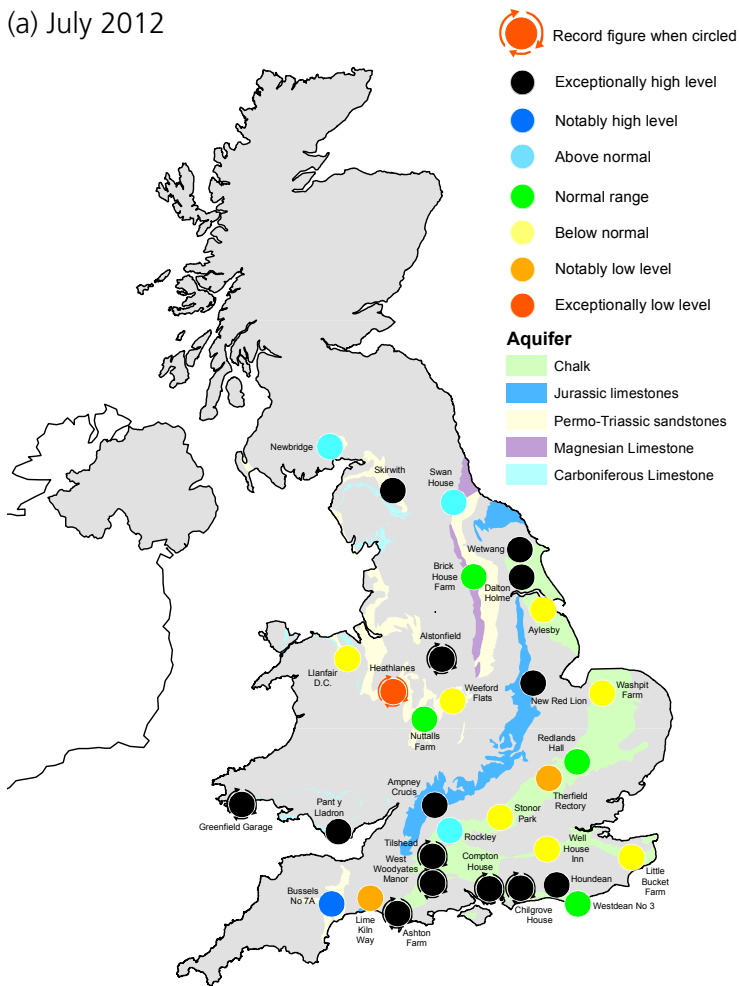 (a) July 2012
Record figure when circled
Exceptionally high level
Notably high level
Above normal
Normal range
Below normal
Notably low level
Exceptionally low level
Aquifer
Chalk
Jurassic limestones
Permo-Triassic sandstones
Magnesian Limestone
Carboniferous Limestone
Newbridge
Skirwith
Swan
House
Wetwang
Brick
House
Farm
Dalton
Holme
Aylesby
Alstonfield
Llanfair
D.C.
Heathlanes
Weeford
Flats
New Red Lion
Washpit
Farm
Nuttalls
Farm
Redlands
Hall
Ampney
Crucis
Therfield
Rectory
Pant y
Lladron
Greenfield Garage
Stonor
Park
Rockley
Tilshead
West
Woodyates
Manor
Compton
House
Well
House
Inn
Little
Bucket
Farm
Houndean
Bussels
No 7A
Lime
Kiln
Way
Ashton
Farm
Chilgrove
House
Westdean No 3